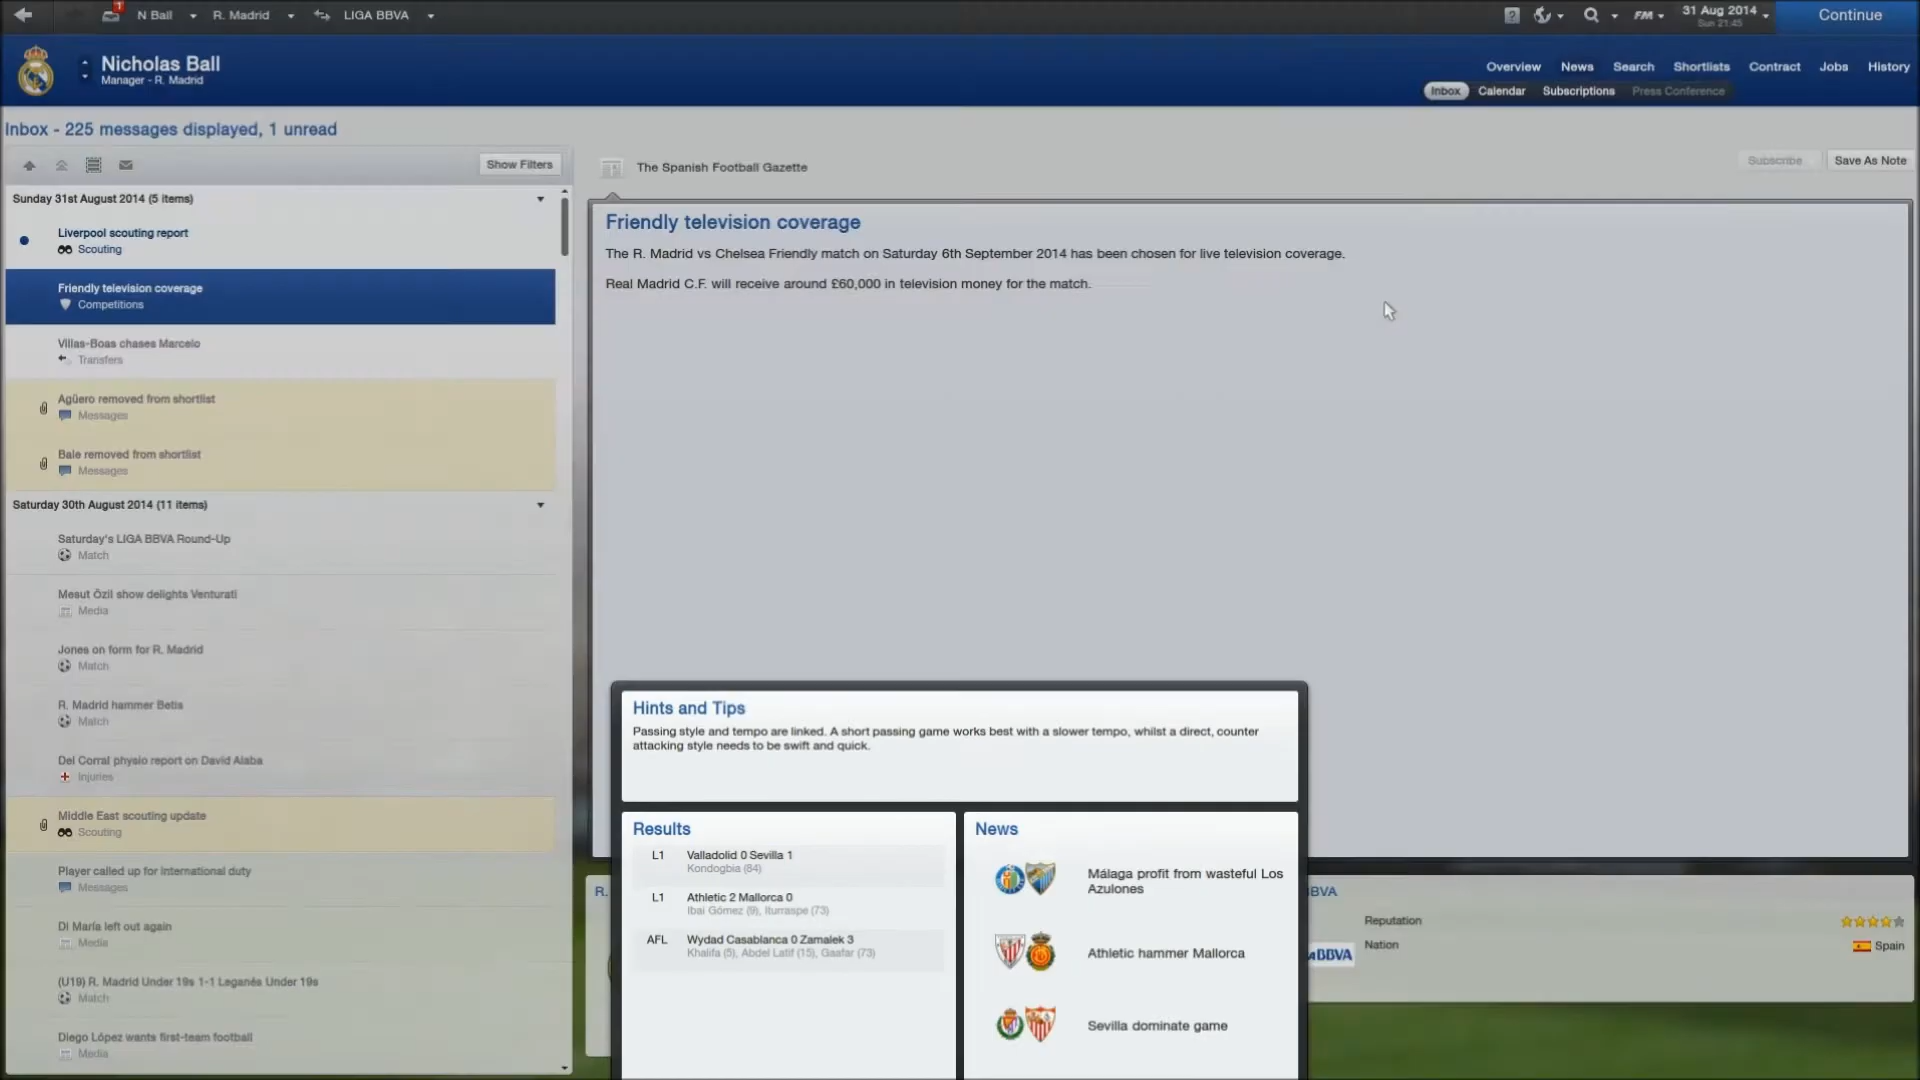 1
N Ball
R. Madrid
LIGA BBVA
?
FM
31 Aug 2014
Sun 21:45
Continue
Nicholas Ball
Manager - R. Madrid
Overview
News
Search
Shortlists
Contract
Jobs
History
Inbox
Calendar
Subscriptions
Press Conference
Inbox - 225 messages displayed, 1 unread
Show Filters
Sunday 31st August 2014 (5 items)
Liverpool scouting report
Scouting
Friendly television coverage
Competitions
Villas-Boas chases Marcelo
Transfers
Agüero removed from shortlist
Messages
Bale removed from shortlist
Messages
Saturday 30th August 2014 (11 items)
Saturday's LIGA BBVA Round-Up
Match
Mesut Özil show delights Venturati
Media
Jones on form for R. Madrid
Match
R. Madrid hammer Betis
Match
Del Corral physio report on David Alaba
Injuries
Middle East scouting update
Scouting
Player called up for international duty
Messages
Di María left out again
Media
(U19) R. Madrid Under 19s 1-1 Leganés Under 19s
Match
Diego López wants first-team football
Media
The Spanish Football Gazette
Subscribe
Save As Note
Friendly television coverage
The R. Madrid vs Chelsea Friendly match on Saturday 6th September 2014 has been chosen for live television coverage.
Real Madrid C.F. will receive around £60,000 in television money for the match.
Hints and Tips
Passing style and tempo are linked. A short passing game works best with a slower tempo, whilst a direct, counter
attacking style needs to be swift and quick.
Results
L1
Valladolid 0 Sevilla 1
Kondogbia (84)
L1
Athletic 2 Mallorca 0
Ibai Gómez (9), Iturraspe (73)
AFL
Wydad Casablanca 0 Zamalek 3
Khalifa (5), Abdel Latif (15), Gaafar (73)
News
Málaga profit from wasteful Los
Azulones
Athletic hammer Mallorca
Sevilla dominate game
R.
BVA
Reputation
Nation
Spain
BBVA